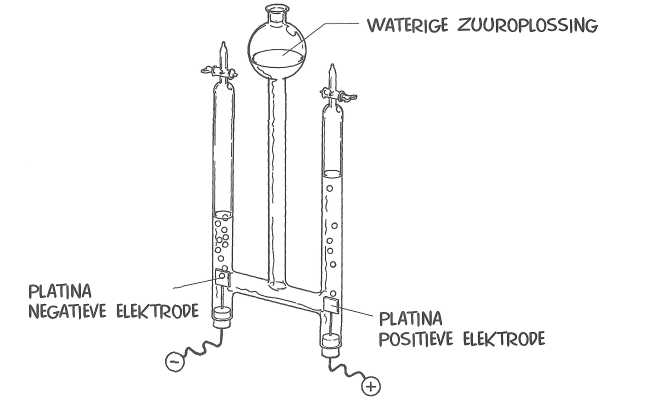 WATERIGE ZUUROPLOSSING
PLATINA
NEGATIEVE ELEKTRODE
PLATINA
POSITIEVE ELEKTRODE
−
+